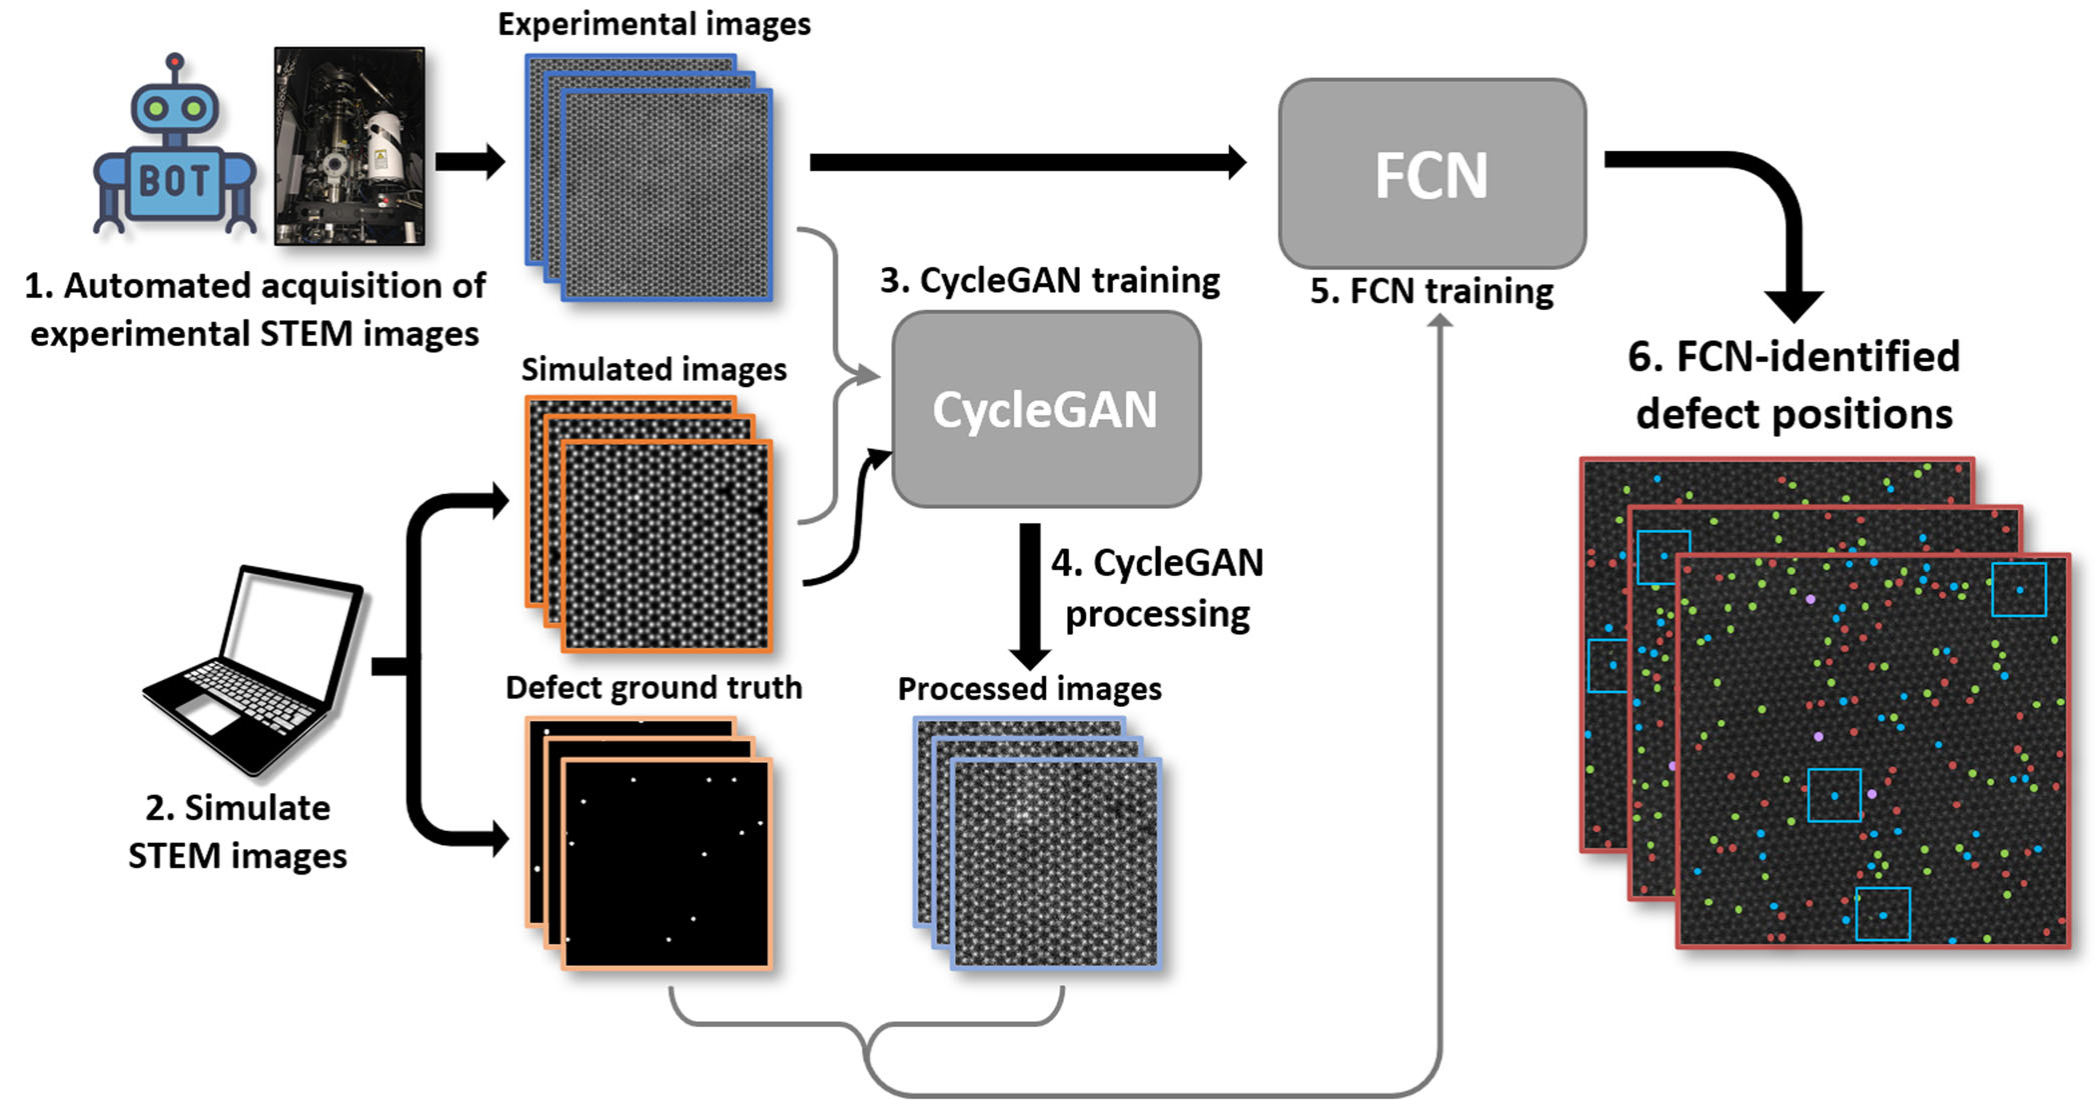 Experimental images
BOT
1. Automated acquisition of
experimental STEM images
FCN
5. FCN training
3. CycleGAN training
CycleGAN
Simulated images
4. CycleGAN
processing
6. FCN-identified
defect positions
2. Simulate
STEM images
Defect ground truth
Processed images